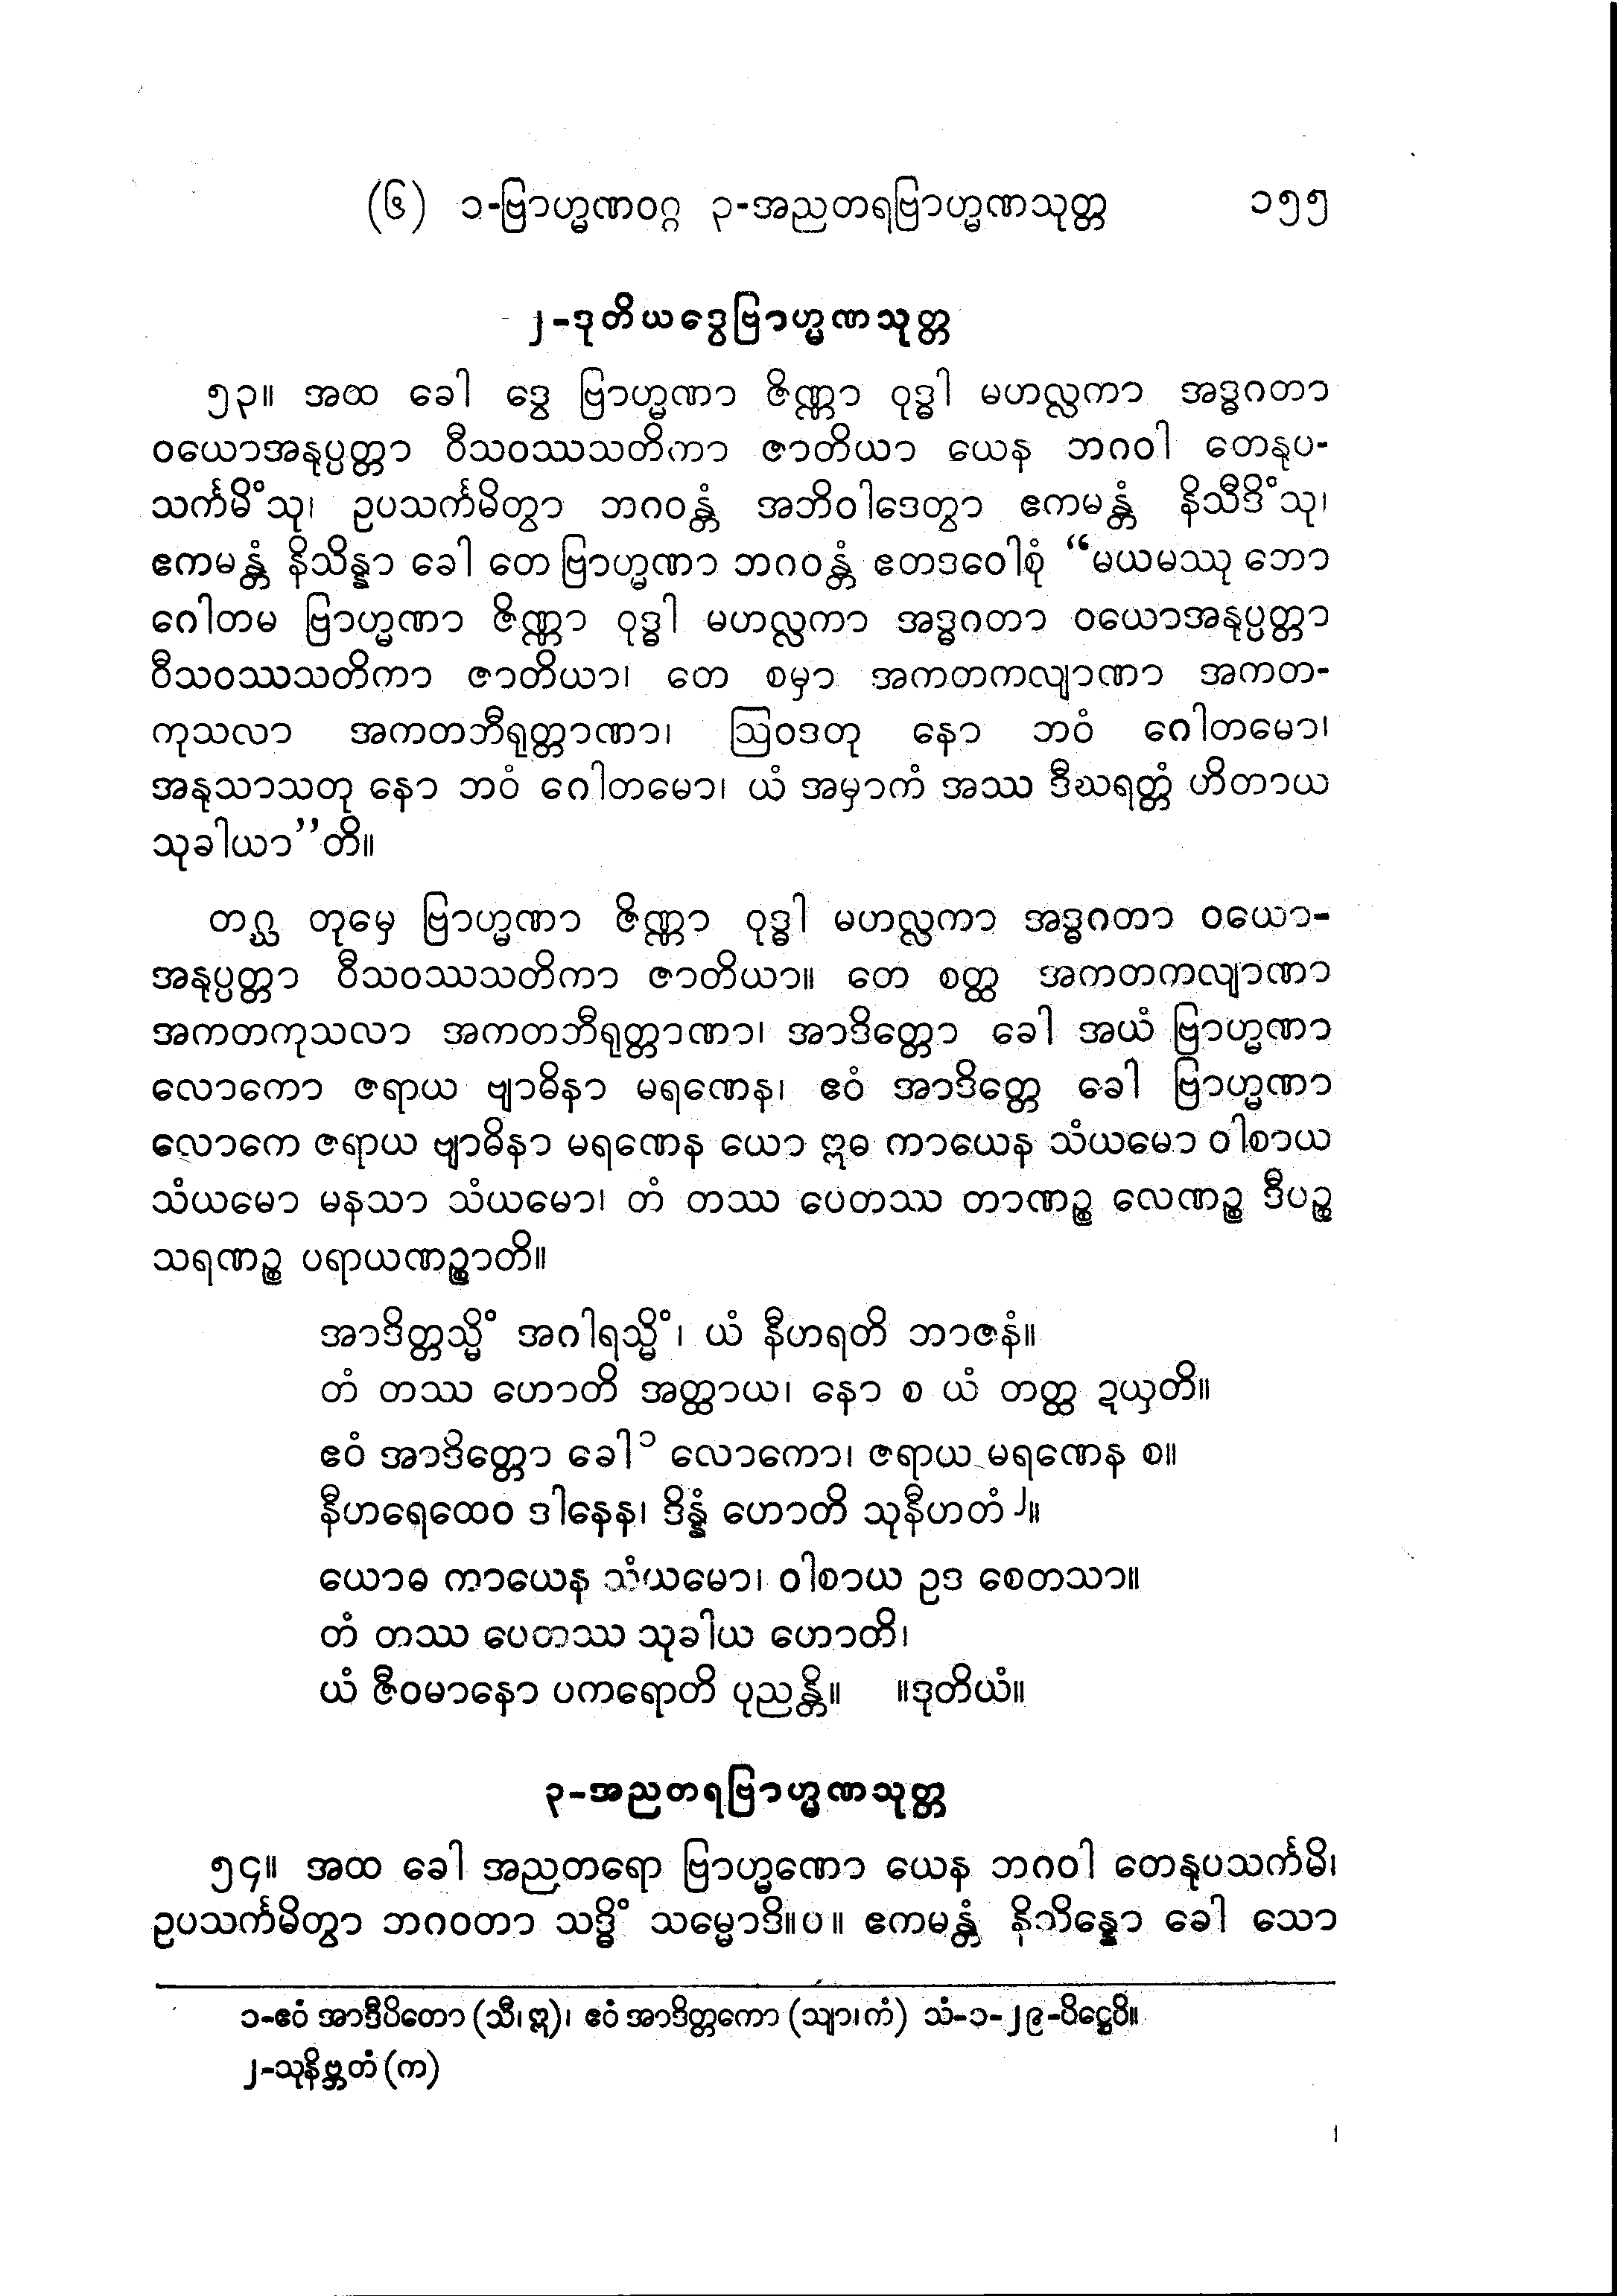 (၆) ၁-ဗြာဟ္မဏဝဂ္ဂ ၃-အညတရဗြာဟ္မဏသုတ္တ ၁၅၅
၂-ဒုတိယဒွေဗြာဟ္မဏသုတ္တ
၅၃။ အထ ခေါ ဒွေ ဗြာဟ္မဏာ ဇိဏ္ဏာ ဝုဒ္ဓါ မဟလ္လကာ အဒ္ဓဂတာ
ဝယောအနုပ္ပတ္တာ ဝီသဝဿသတိကာ ဇာတိယာ ယေန ဘဂဝါ တေနုပ-
သင်္ကမိံသု၊ ဥပသင်္ကမိတွာ ဘဂဝန္တံ အဘိဝါဒေတွာ ဧကမန္တံ နိသီဒိံသု၊
ဧကမန္တံ နိသိန္နာ ခေါ တေ ဗြာဟ္မဏာ ဘဂဝန္တံ ဧတဒဝေါစုံ “မယမဿု ဘော
ဂေါတမ ဗြာဟ္မဏာ ဇိဏ္ဏာ ဝုဒ္ဓါ မဟလ္လကာ အဒ္ဓဂတာ ဝယောအနုပ္ပတ္တာ
ဝီသဝဿသတိကာ ဇာတိယာ၊ တေ စမှာ အကတကလျာဏာ အကတ-
ကုသလာ အကတဘီရုတ္တာဏာ၊ ဩဝဒတု နော ဘဝံ ဂေါတမော၊
အနုသာသတု နော ဘဝံ ဂေါတမော၊ ယံ အမှာကံ အဿ ဒီဃရတ္တံ ဟိတာယ
သုခါယာ”တိ။
တဂ္ဃ တုမှေ ဗြာဟ္မဏာ ဇိဏ္ဏာ ဝုဒ္ဓါ မဟလ္လကာ အဒ္ဓဂတာ ဝယော-
အနုပ္ပတ္တာ ဝီသဝဿသတိကာ ဇာတိယာ။ တေ စတ္ထ အကတကလျာဏာ
အကတကုသလာ အကတဘီရုတ္တာဏာ၊ အာဒိတ္တော ခေါ အယံ ဗြာဟ္မဏာ
လောကော ဇရာယ ဗျာဓိနာ မရဏေန၊ ဧဝံ အာဒိတ္တေ ခေါ ဗြာဟ္မဏာ
လောကေ ဇရာယ ဗျာဓိနာ မရဏေန ယော ဣဓ ကာယေန သံယမော ဝါစာယ
သံယမော မနသာ သံယမော၊ တံ တဿ ပေတဿ တာဏဉ္စ လေဏဉ္စ ဒီပဉ္စ
သရဏဉ္စ ပရာယဏဉ္စာတိ။
အာဒိတ္တသ္မိံ အဂါရသ္မိံ၊ ယံ နီဟရတိ ဘာဇနံ။
တံ တဿ ဟောတိ အတ္ထာယ၊ နော စ ယံ တတ္ထ ဍယှတိ။
ဧဝံ အာဒိတ္တော ခေါ၁ လောကော၊ ဇရာယ မရဏေန စ။
နီဟရေထေဝ ဒါနေန၊ ဒိန္နံ ဟောတိ သုနီဟတံ၂။
ယောဓ ကာယေန သံယမော၊ ဝါစာယ ဥဒ စေတသာ။
တံ တဿ ပေတဿ သုခါယ ဟောတိ၊
ယံ ဇီဝမာနော ပကရောတိ ပုညန္တိ။ ။ဒုတိယံ။
၃-အညတရဗြာဟ္မဏသုတ္တ
၅၄။ အထ ခေါ အညတရော ဗြာဟ္မဏော ယေန ဘဂဝါ တေနုပသင်္ကမိ၊
ဥပသင်္ကမိတွာ ဘဂဝတာ သဒ္ဓိံ သမ္မောဒိ။ပ။ ဧကမန္တံ နိသိန္နော ခေါ သော
၁-ဧဝံ အာဒီပိတော (သီ၊ ဣ)၊ ဧဝံ အာဒိတ္တကော (သျာ၊ကံ) သံ-၁-၂၉-ပိဋ္ဌေပိ။
၂-သုနိဗ္ဘတံ (က)